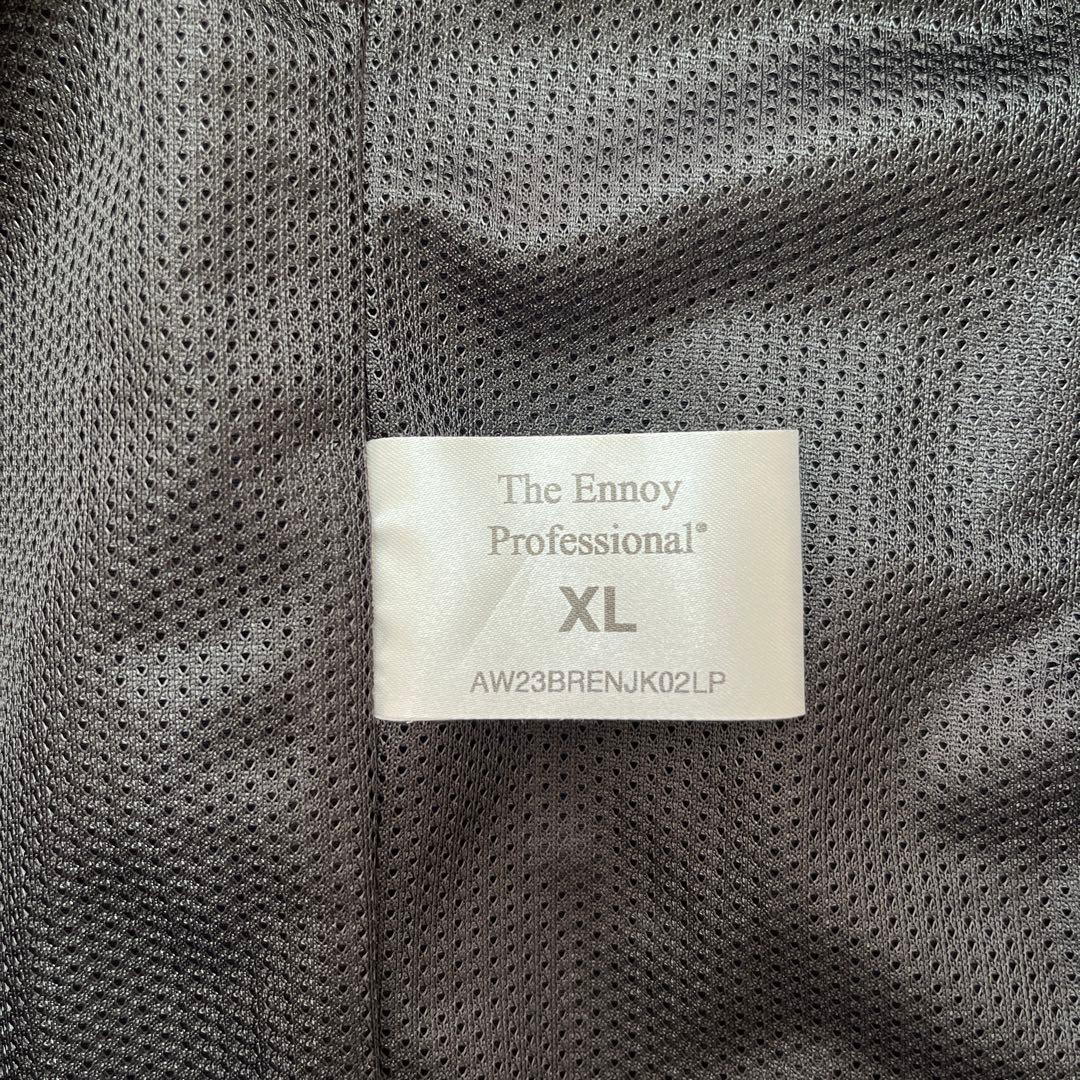 The Ennoy
Professional®
XL
AW23BRENJK02LP